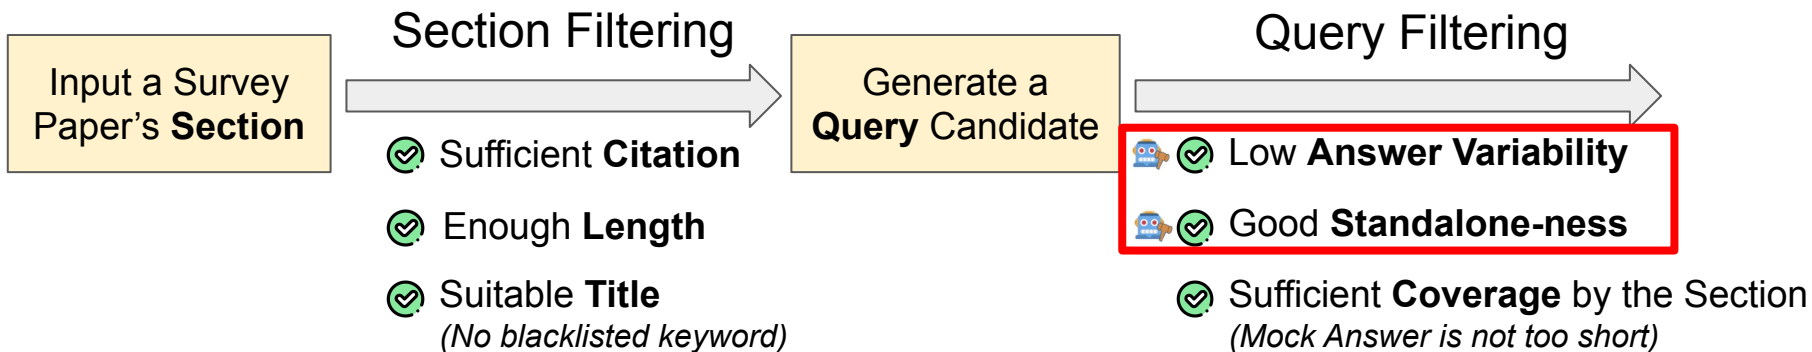 Input a Survey
Paper's Section
Section Filtering
Sufficient Citation
Enough Length
Suitable Title
(No blacklisted keyword)
Generate a
Query Candidate
Query Filtering
Low Answer Variability
Good Standalone-ness
Sufficient Coverage by the Section
(Mock Answer is not too short)